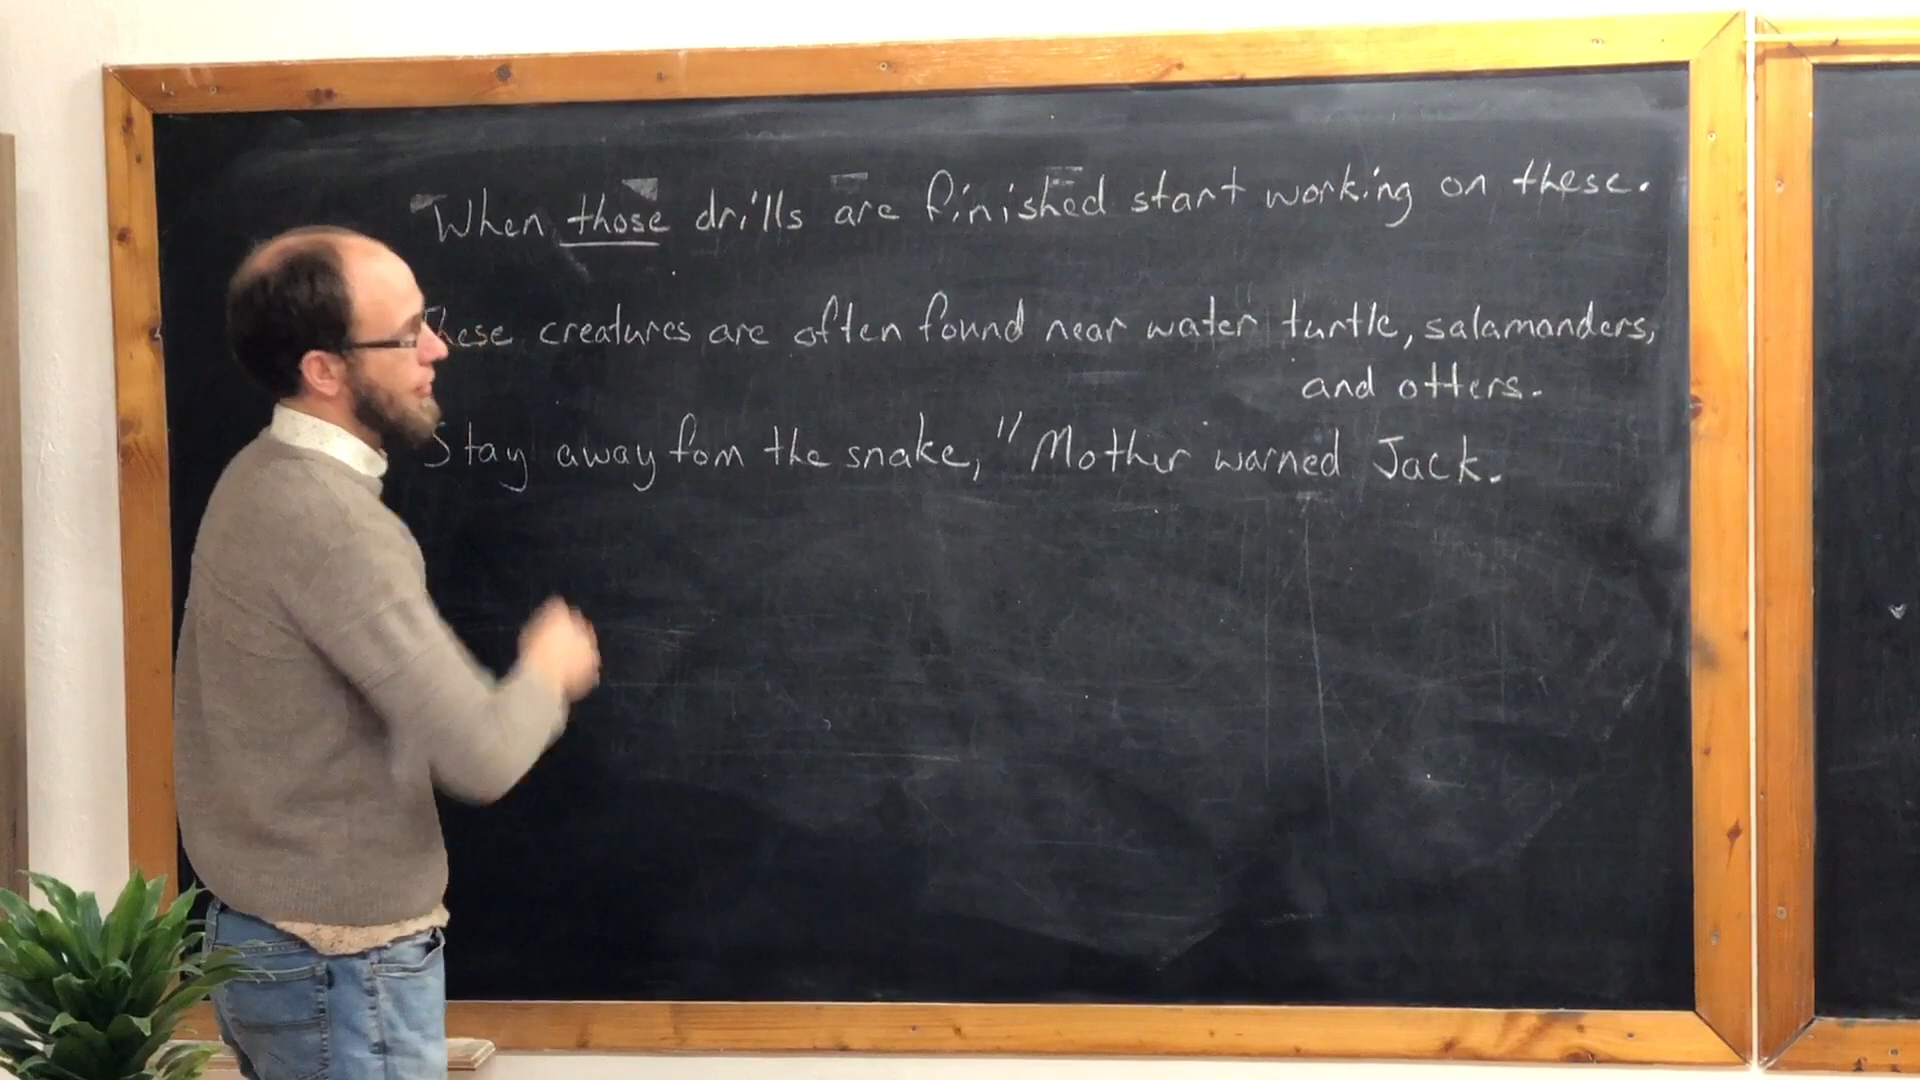 When those drills are finished start working on these.
hese creatures are often found near water turtle, salamanders,
and otters.
Stay away fom the snake," Mother warned Jack.